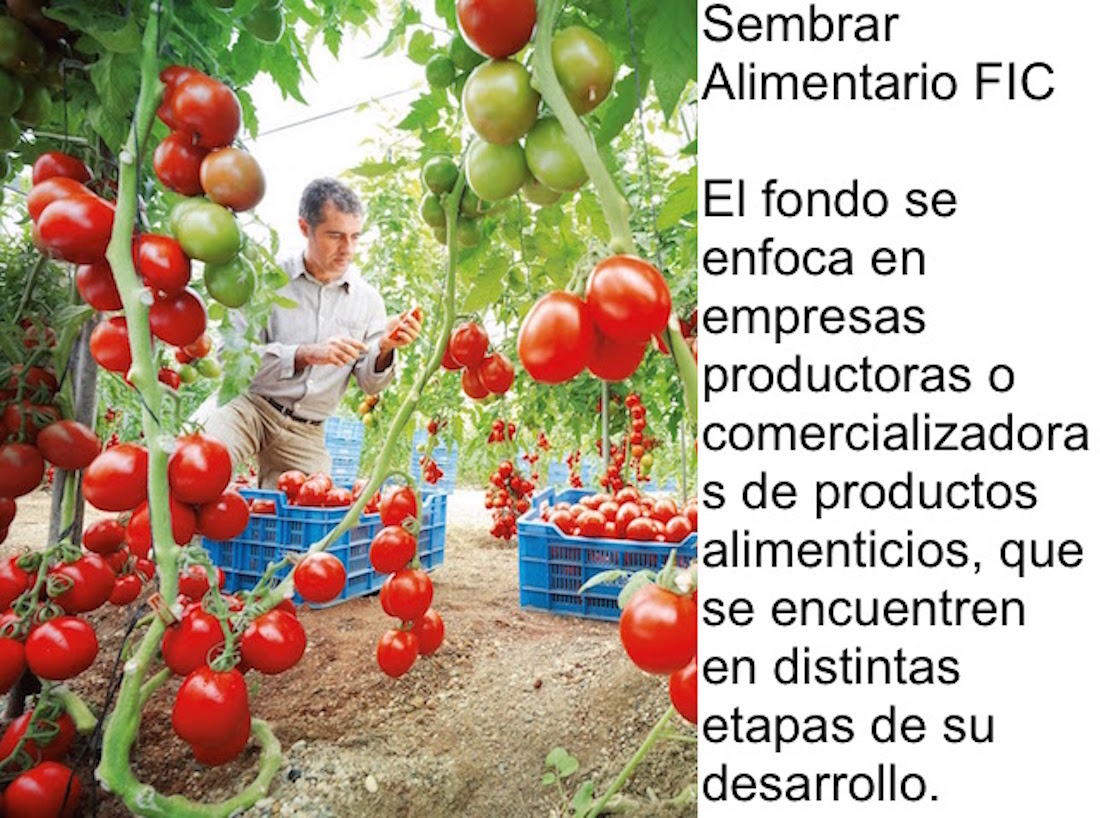 Sembrar
Alimentario FIC
El fondo se
enfoca en
empresas
productoras o
comercializadora
s de productos
alimenticios, que
se encuentren
en distintas
etapas de su
desarrollo.